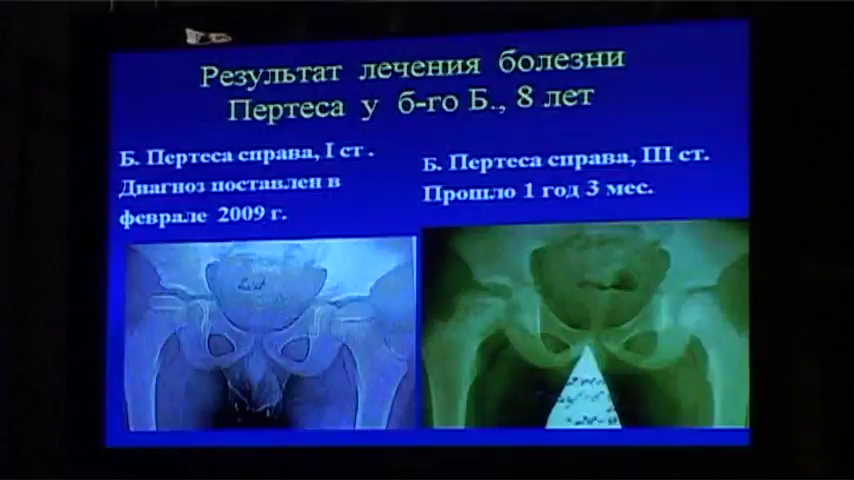 Результат лечения болезни
Пертеса у б-го Б., 8 лет
Б. Пертеса справа, I ст.
Диагноз поставлен в
феврале 2009 г.
Б. Пертеса справа, III ст.
Прошло 1 год 3 мес.